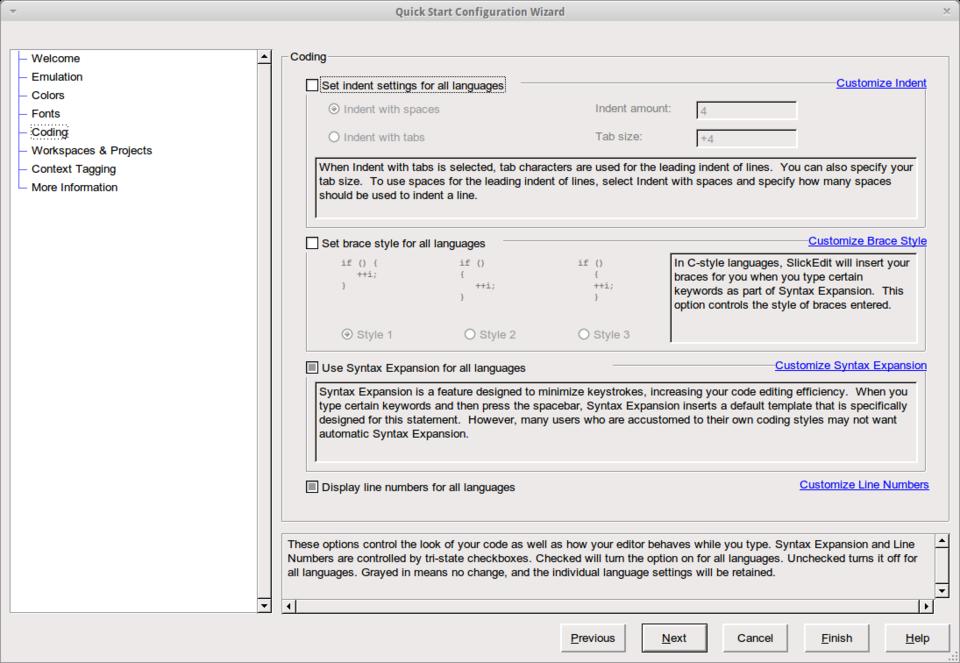 Quick Start Configuration Wizard
Welcome
Emulation
Colors
Fonts
Coding
Workspaces & Projects
Context Tagging
More Information
Coding
Set indent settings for all languages
Customize Indent
Indent with spaces
Indent amount:
4
Indent with tabs
Tab size:
+4
When Indent with tabs is selected, tab characters are used for the leading indent of lines.  You can also specify your
tab size.  To use spaces for the leading indent of lines, select Indent with spaces and specify how many spaces
should be used to indent a line.
Set brace style for all languages
Customize Brace Style
if () {
++i;
}
if ()
{
++i;
}
if ()
{
++i;
}
Style 1
Style 2
Style 3
In C-style languages, SlickEdit will insert your
braces for you when you type certain
keywords as part of Syntax Expansion.  This
option controls the style of braces entered.
Use Syntax Expansion for all languages
Customize Syntax Expansion
Syntax Expansion is a feature designed to minimize keystrokes, increasing your code editing efficiency.  When you
type certain keywords and then press the spacebar, Syntax Expansion inserts a default template that is specifically
designed for this statement.  However, many users who are accustomed to their own coding styles may not want
automatic Syntax Expansion.
Display line numbers for all languages
Customize Line Numbers
These options control the look of your code as well as how your editor behaves while you type. Syntax Expansion and Line
Numbers are controlled by tri-state checkboxes. Checked will turn the option on for all languages. Unchecked turns it off for
all languages. Grayed in means no change, and the individual language settings will be retained.
Previous
Next
Cancel
Finish
Help